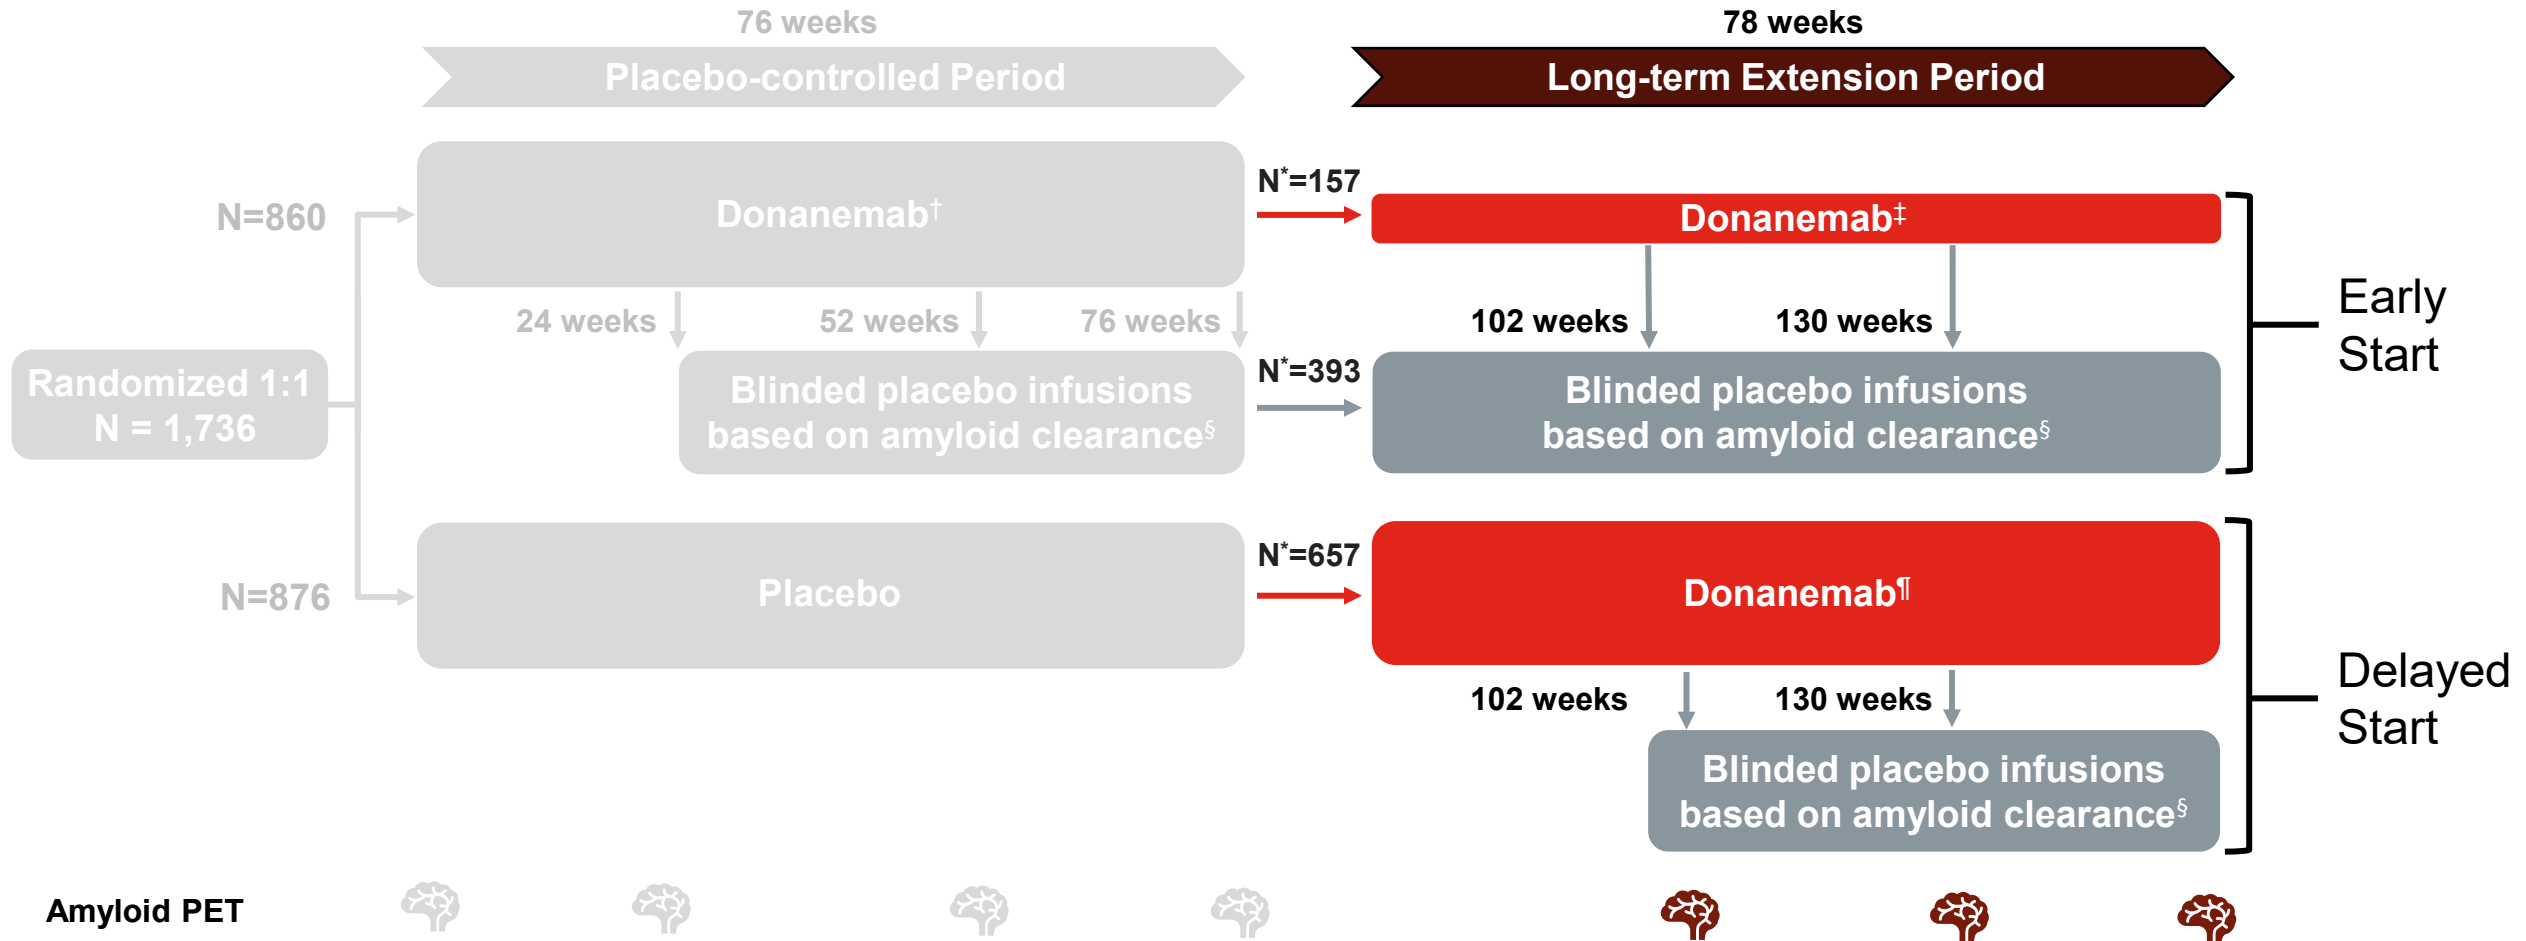 76 weeks
78 weeks
Placebo-controlled Period
Long-term Extension Period
N=860
Donanemab†
N*=157
Donanemab‡
24 weeks
52 weeks
76 weeks
102 weeks
130 weeks
Early
Start
Randomized 1:1
N = 1,736
Blinded placebo infusions
based on amyloid clearance§
N*=393
Blinded placebo infusions
based on amyloid clearance§
N=876
Placebo
N*=657
Donanemab¶
102 weeks
130 weeks
Delayed
Start
Blinded placebo infusions
based on amyloid clearance§
Amyloid PET